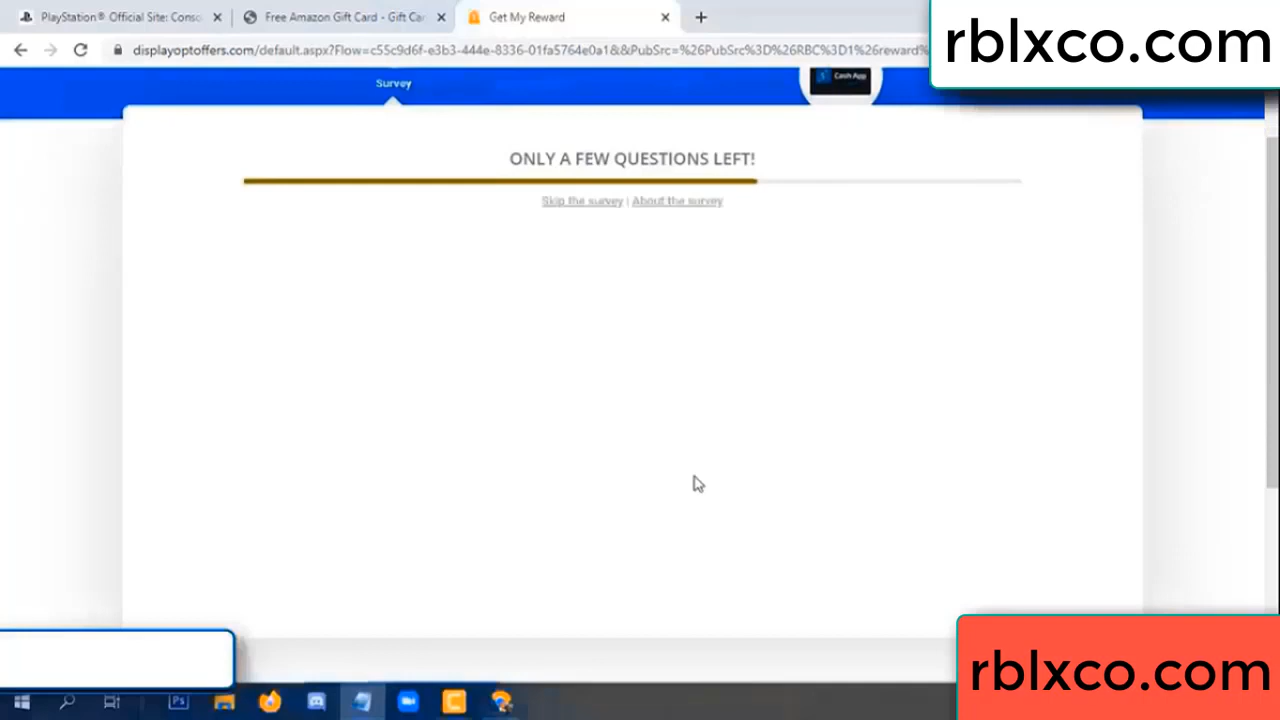 PlayStation® Official Site: Conso
Free Amazon Gift Card - Gift Car
Get My Reward
rblxco.com
displayoptoffers.com/default.aspx?Flow=c55c9d6f-e3b3-444e-8336-01fa5764e0a1&&PubSrc=%26PubSrc%3D%26RBC%3D1%26reward%
Survey
Cash App
ONLY A FEW QUESTIONS LEFT!
Skip the survey | About the survey
rblxco.com
Ps